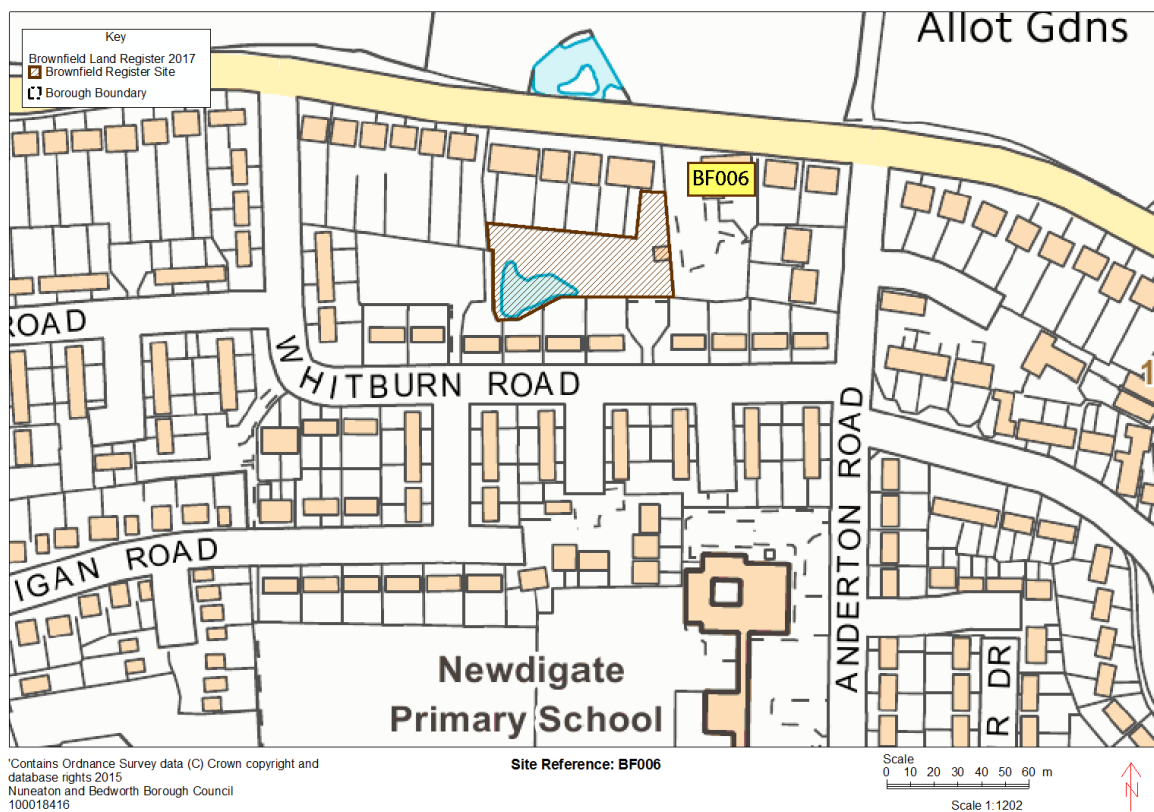 Key
Brownfield Land Register 2017
Brownfield Register Site
Borough Boundary
Allot Gdns
BF006
ROAD
WHITBURN ROAD
1
ANDERTON ROAD
IGAN ROAD
R DR
Newdigate
Primary School
'Contains Ordnance Survey data (C) Crown copyright and
database rights 2015
Nuneaton and Bedworth Borough Council
100018416
Site Reference: BF006
Scale
0 10 20 30 40 50 60 m
Scale 1:1202
N